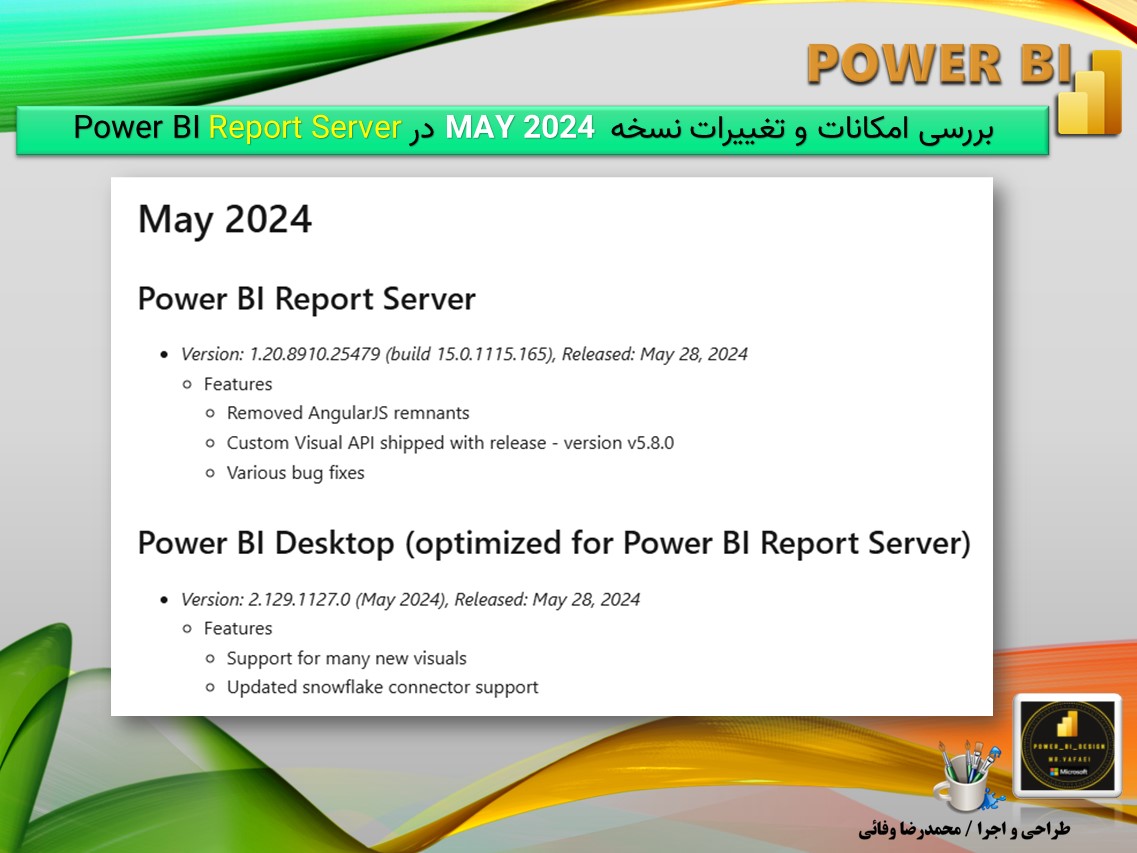 POWER BI
بررسی امکانات و تغییرات نسخه MAY 2024 در Power BI Report Server
May 2024
Power BI Report Server
• Version: 1.20.8910.25479 (build 15.0.1115.165), Released: May 28, 2024
○ Features
○ Removed AngularJS remnants
○ Custom Visual API shipped with release - version v5.8.0
○ Various bug fixes
Power BI Desktop (optimized for Power BI Report Server)
• Version: 2.129.1127.0 (May 2024), Released: May 28, 2024
○ Features
○ Support for many new visuals
○ Updated snowflake connector support
POWER_BI_DESIGN
MR.VAFAEI
Microsoft
طراحی و اجرا / محمدرضا وفائی